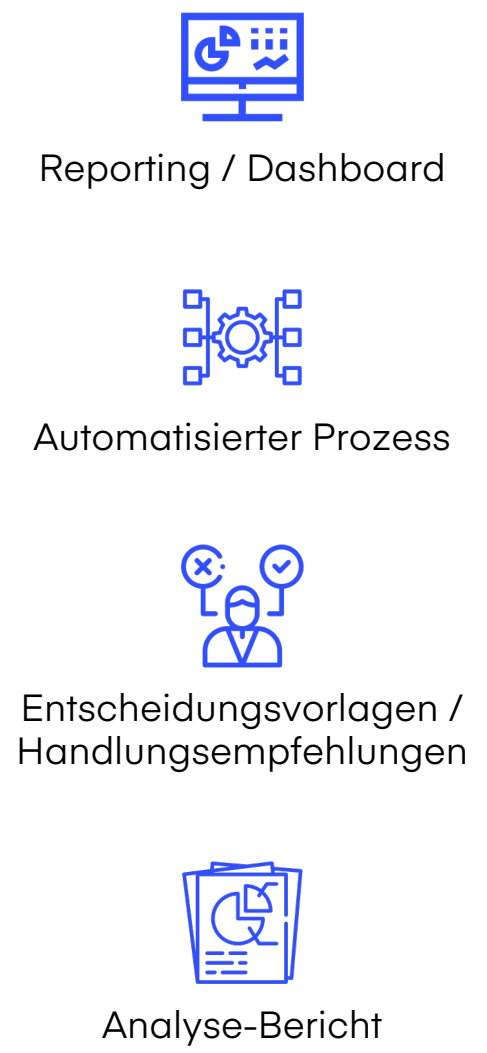 Reporting / Dashboard
Automatisierter Prozess
Entscheidungsvorlagen /
Handlungsempfehlungen
Analyse-Bericht